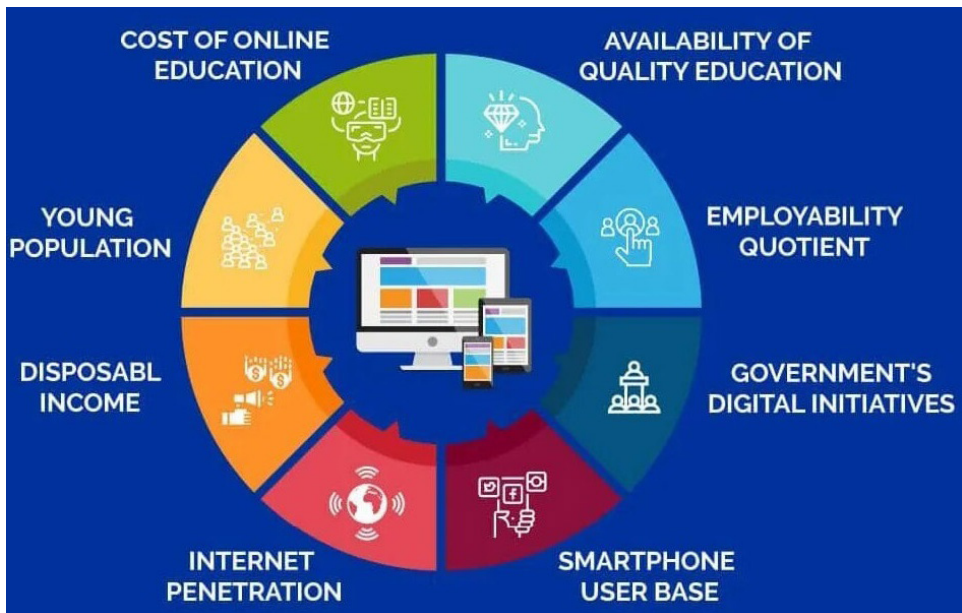 COST OF ONLINE
EDUCATION
AVAILABILITY OF
QUALITY EDUCATION
YOUNG
POPULATION
EMPLOYABILITY
QUOTIENT
DISPOSABL
INCOME
GOVERNMENT'S
DIGITAL INITIATIVES
INTERNET
PENETRATION
SMARTPHONE
USER BASE